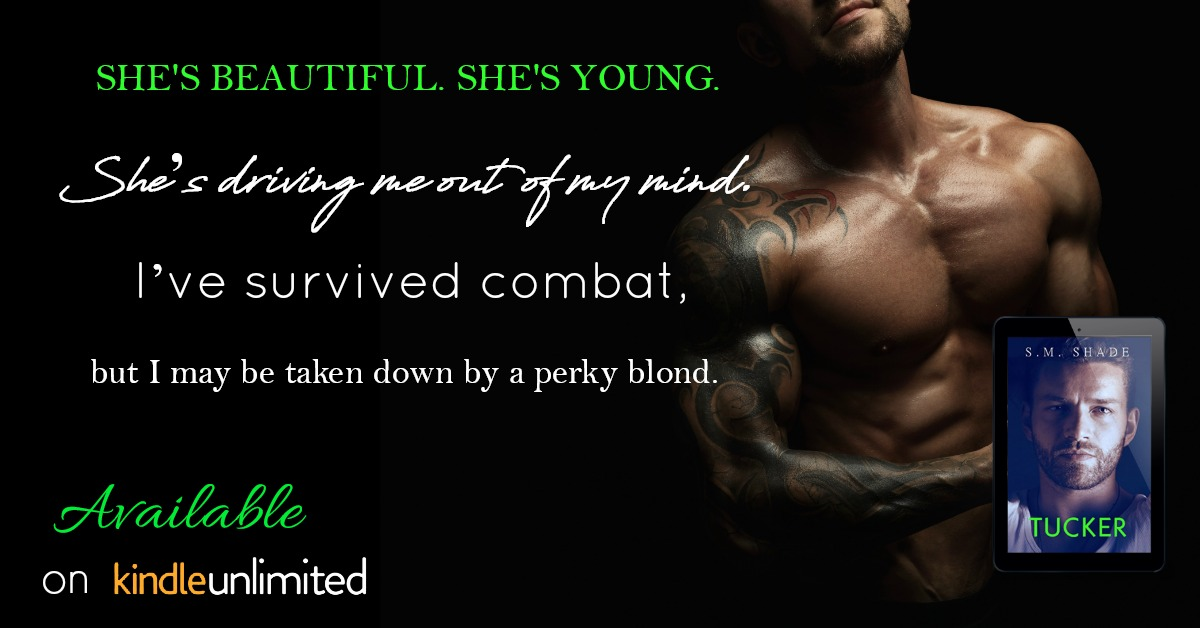 SHE'S BEAUTIFUL. SHE'S YOUNG.
She's driving me out of my mind.
I've survived combat,
but I may be taken down by a perky blond.
Available
on kindleunlimited
S.M. SHADE
TUCKER